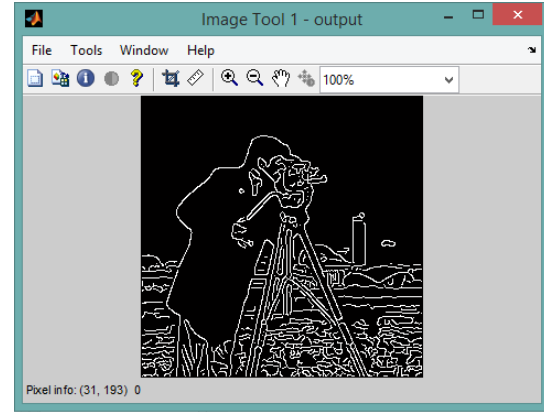 Image Tool 1 - output
File Tools Window Help
100%
Pixel info: (31, 193) 0